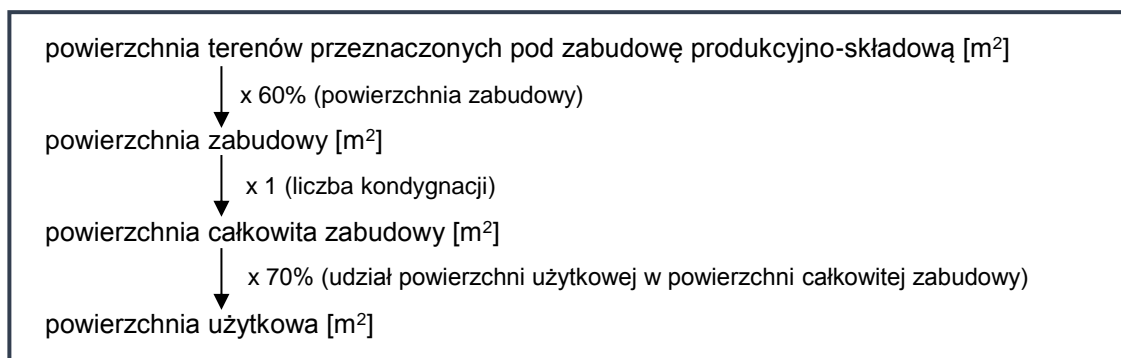 powierzchnia terenów przeznaczonych pod zabudowę produkcyjno-składową [m²]
x 60% (powierzchnia zabudowy)
powierzchnia zabudowy [m²]
x 1 (liczba kondygnacji)
powierzchnia całkowita zabudowy [m²]
x 70% (udział powierzchni użytkowej w powierzchni całkowitej zabudowy)
powierzchnia użytkowa [m²]